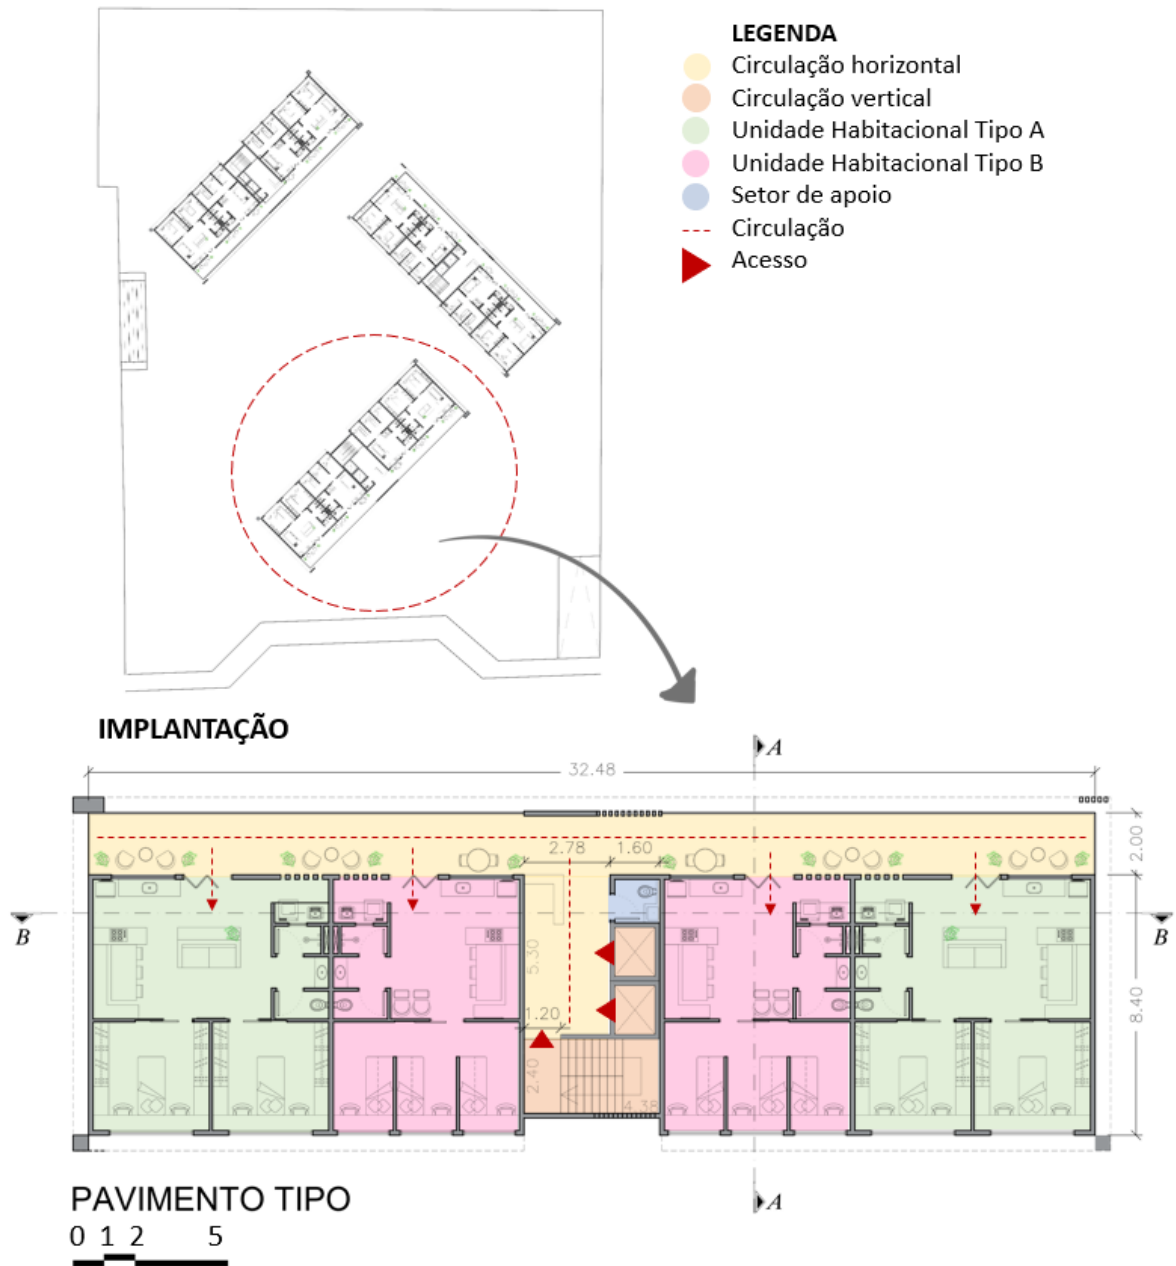 LEGENDA
Circulação horizontal
Circulação vertical
Unidade Habitacional Tipo A
Unidade Habitacional Tipo B
Setor de apoio
Circulação
Acesso
IMPLANTAÇÃO
A
32.48
2.00
2.78
1.60
B
B
5.30
8.40
1.20
2.40
4.38
A
PAVIMENTO TIPO
0 1 2 5